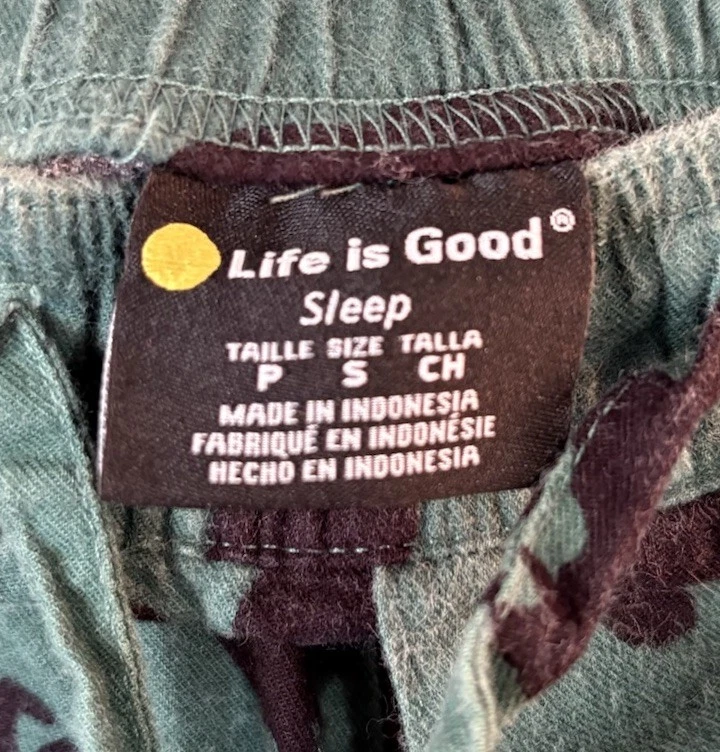 Life is Good®
Sleep
TAILLE SIZE TALLA
P S CH
MADE IN INDONESIA
FABRIQUÉ EN INDONÉSIE
HECHO EN INDONESIA